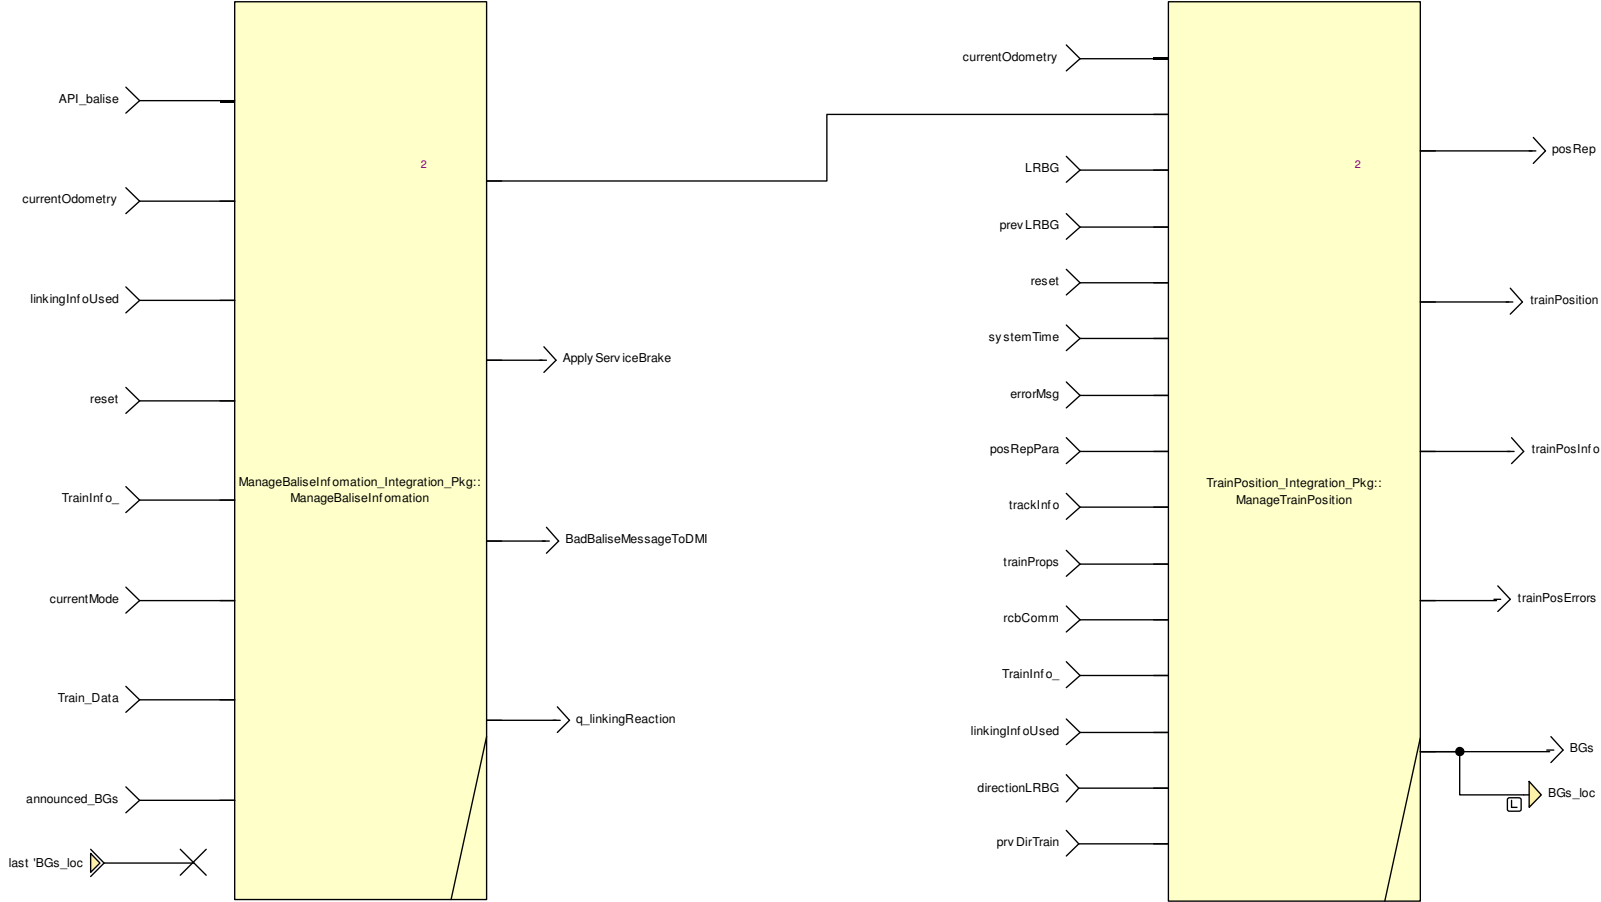 API_balise
currentOdometry
linkingInfoUsed
reset
TrainInfo_
currentMode
Train_Data
announced_BGs
last 'BGs_loc
2
ManageBaliseInfomation_Integration_Pkg::
ManageBaliseInfomation
ApplyServiceBrake
BadBaliseMessageToDMI
q_linkingReaction
currentOdometry
LRBG
prevLRBG
reset
systemTime
errorMsg
posRepPara
trackInfo
trainProps
rcbComm
TrainInfo_
linkingInfoUsed
directionLRBG
prvDirTrain
2
TrainPosition_Integration_Pkg::
ManageTrainPosition
posRep
trainPosition
trainPosInfo
trainPosErrors
BGs
L
BGs_loc